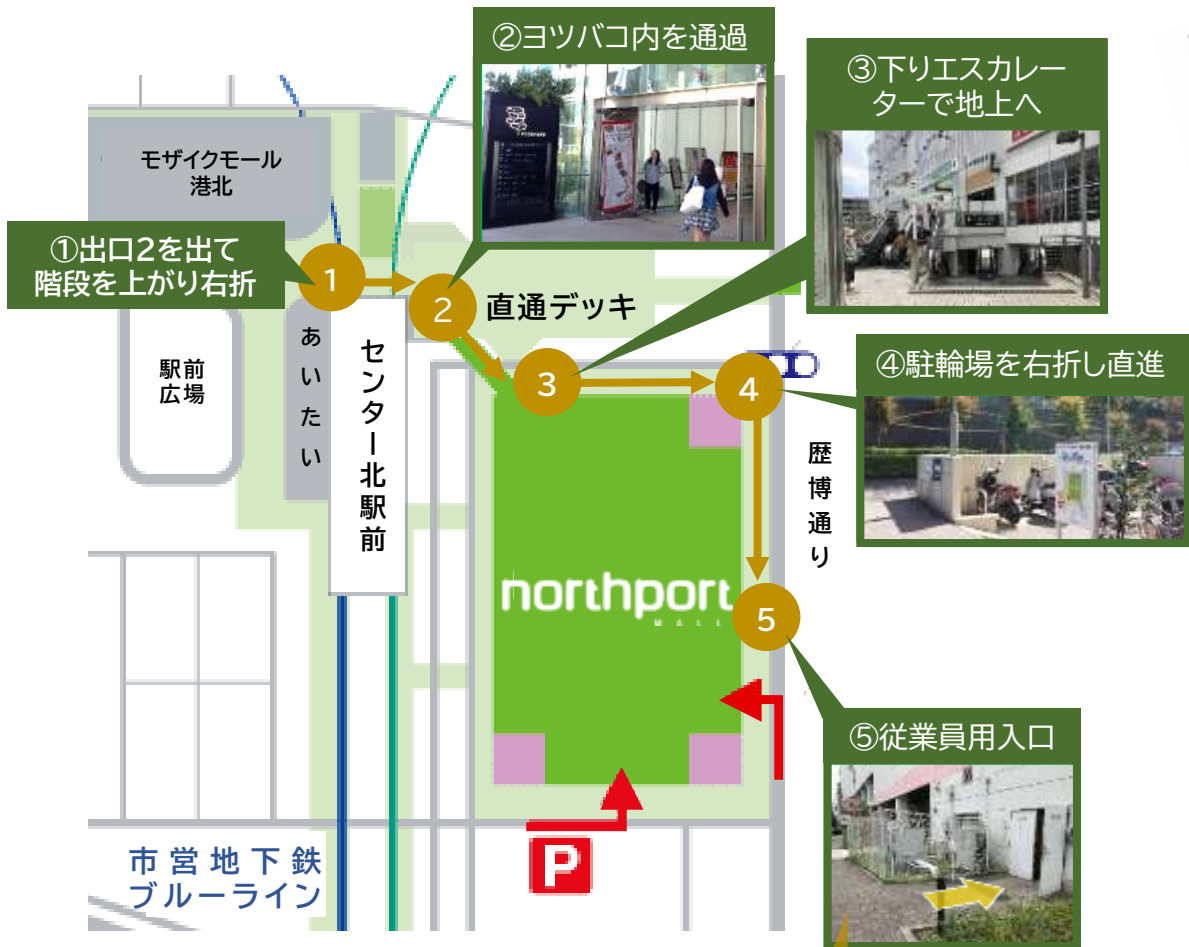 ②ヨツバコ内を通過
③下りエスカレー
ターで地上へ
モザイクモール
港北
①出口2を出て
階段を上がり右折
1
2
直通デッキ
あいたい
センター北駅前
駅前
広場
3
4
④駐輪場を右折し直進
歴博通り
northport
MALL
5
⑤従業員用入口
P
市営地下鉄
ブルーライン